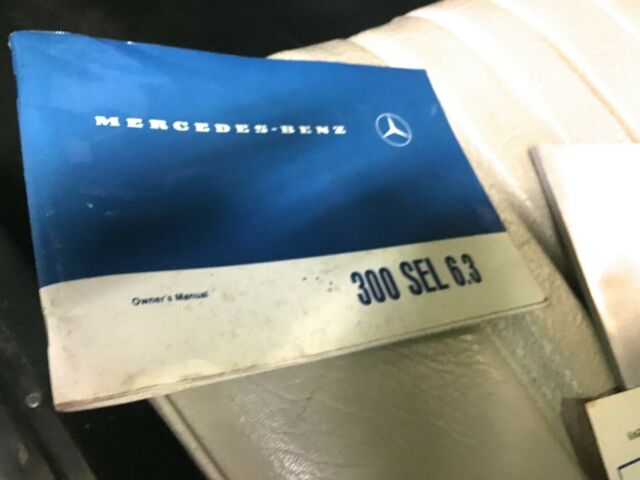 MERCEDES-BENZ
Owner's Manual
300 SEL 6.3